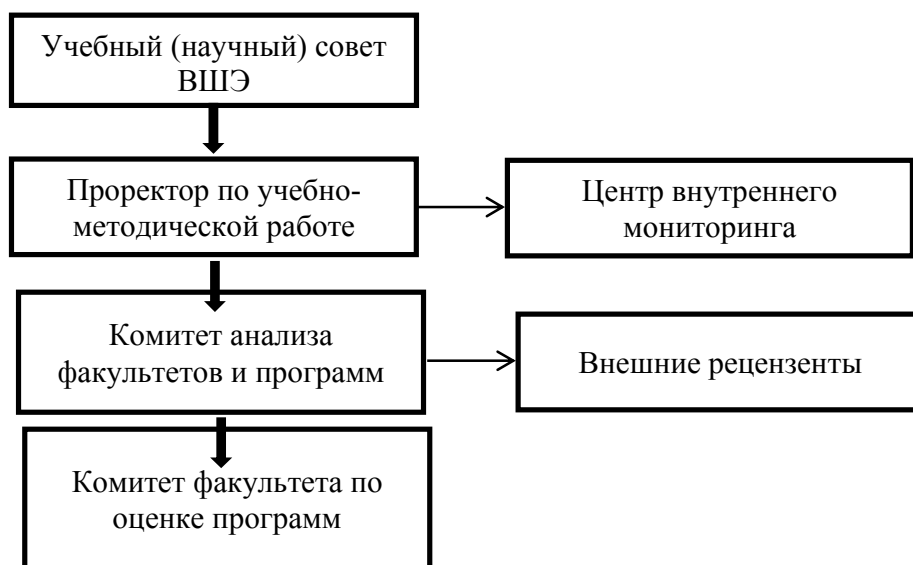 Учебный (научный) совет
ВШЭ
Проректор по учебно-
методической работе
Центр внутреннего
мониторинга
Комитет анализа
факультетов и программ
Внешние рецензенты
Комитет факультета по
оценке программ